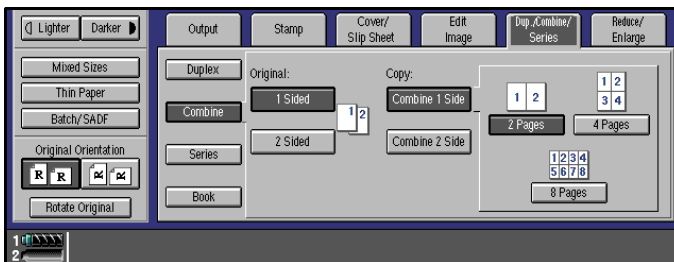 Lighter Darker
Mixed Sizes
Thin Paper
Batch/SADF
Original Orientation
R R R R
Rotate Original
Output Stamp Cover/ Slip Sheet Edit Image Dup./Combine/ Series Reduce/ Enlarge
Duplex
Combine
Series
Book
Original:
1 Sided
2 Sided
1 2
Copy:
Combine 1 Side
Combine 2 Side
1 2
2 Pages
1 2
3 4
4 Pages
1 2 3 4
5 6 7 8
8 Pages
1
2